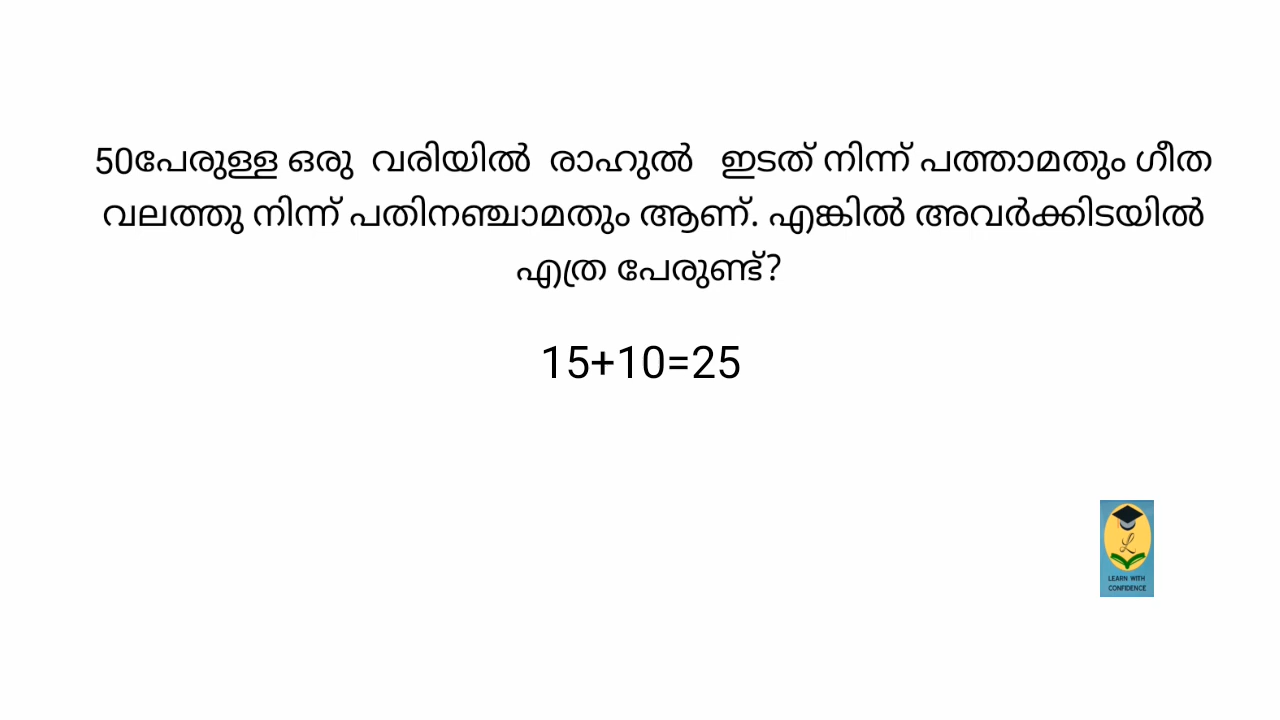 50പേരുള്ള ഒരു വരിയിൽ രാഹുൽ ഇടത് നിന്ന് പത്താമതും ഗീത
വലത്തു നിന്ന് പതിനഞ്ചാമതും ആണ്. എങ്കിൽ അവർക്കിടയിൽ
എത്ര പേരുണ്ട്?
15+10=25
L
LEARN WITH
CONFIDENCE